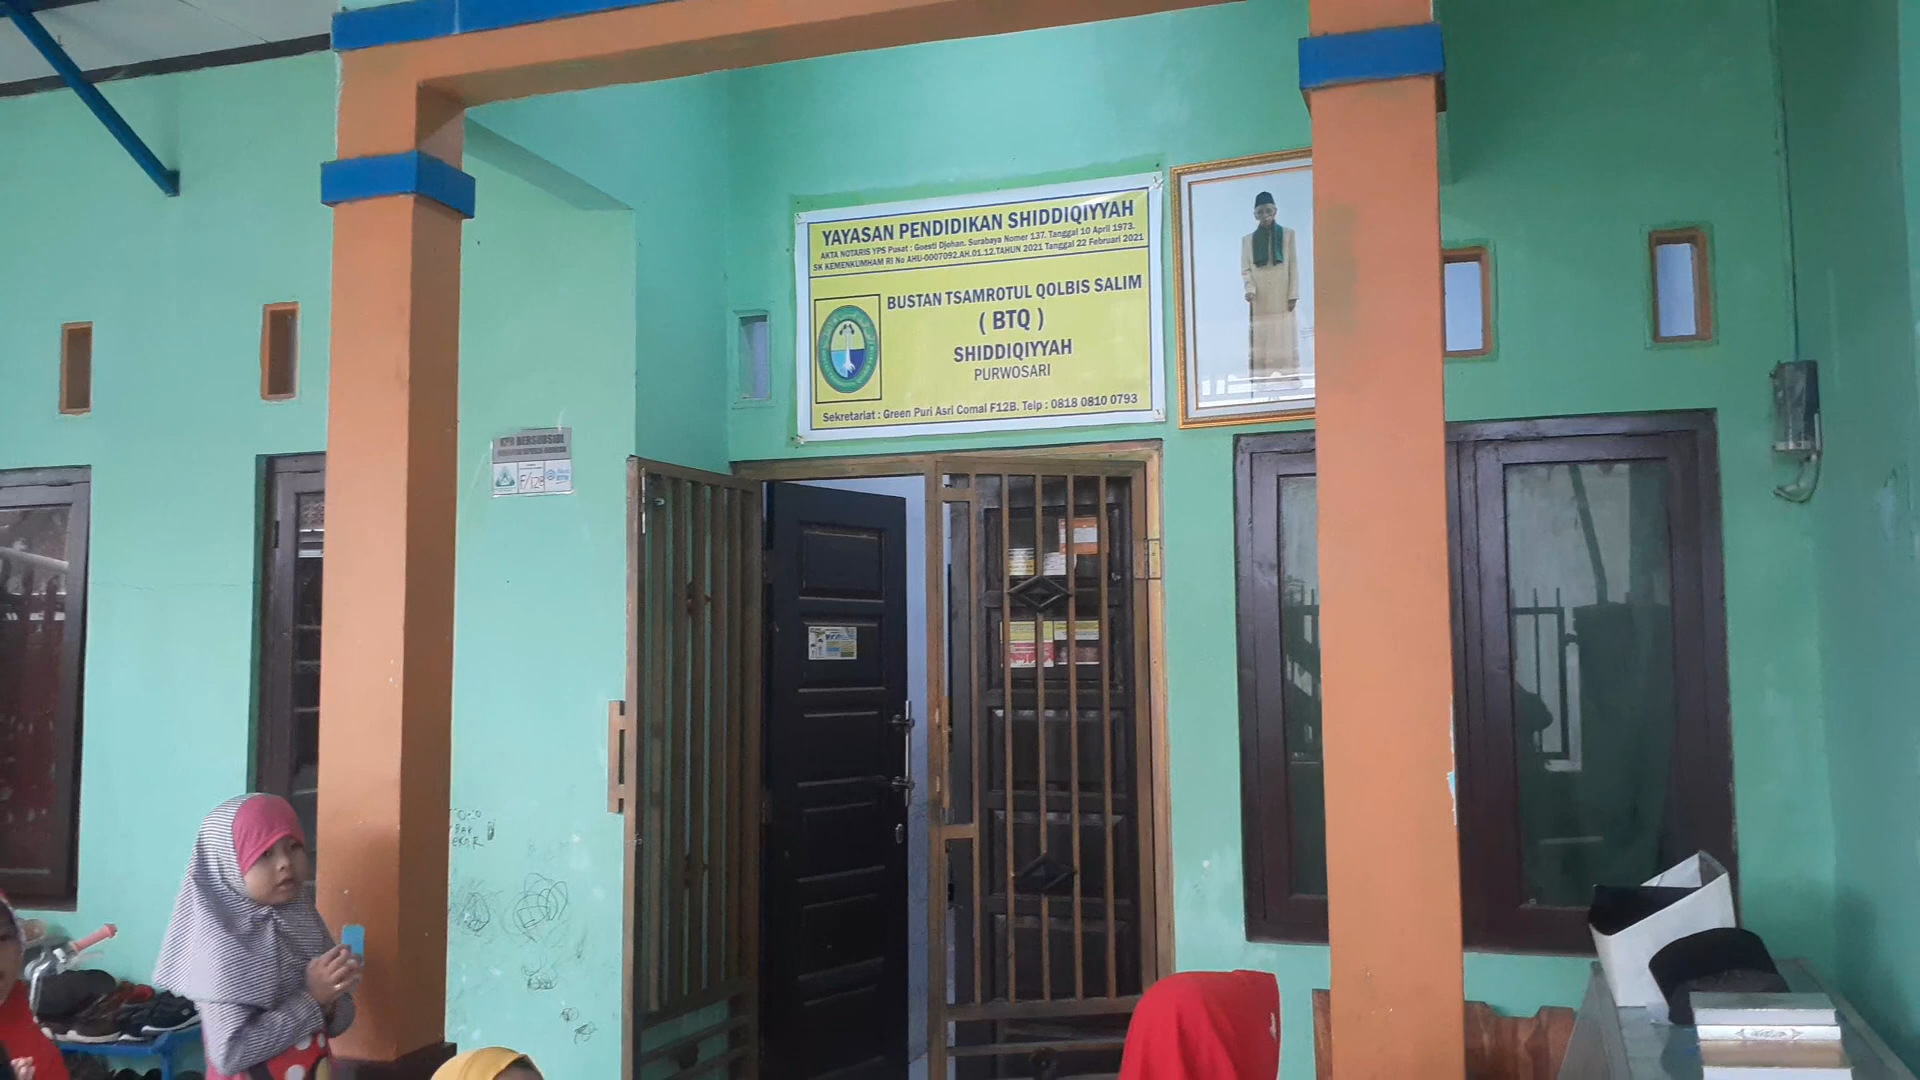 YAYASAN PENDIDIKAN SHIDDIQIYYAH
AKTA NOTARIS YPS Pusat : Goesti Djohan. Surabaya Nomer 137. Tanggal 10 April 1973.
SK KEMENKUMHAM RI No AHU-0007092.AH.01.12.TAHUN 2021 Tanggal 22 Februari 2021
BUSTAN TSAMROTUL QOLBIS SALIM
( BTQ )
SHIDDIQIYYAH
PURWOSARI
Sekretariat : Green Puri Asri Comal F12B. Telp : 0818 0810 0793
KPR BERSUBSIDI
F/12B